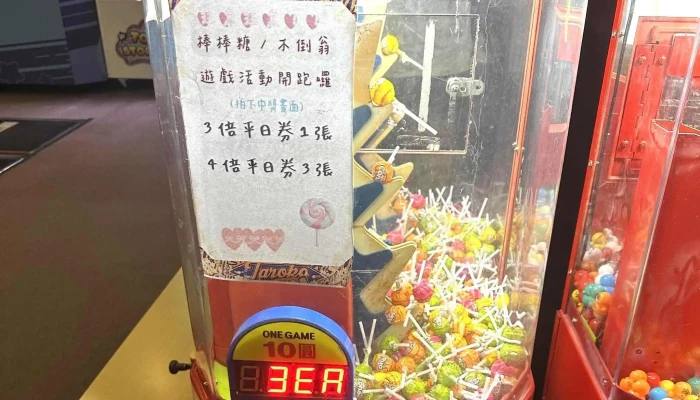 棒棒糖/不倒翁
遊戲活動開跑囉
(拍下中獎畫面)
3倍平日券1張
4倍平日券3張
Taroko
ONE GAME
10圓
3EA